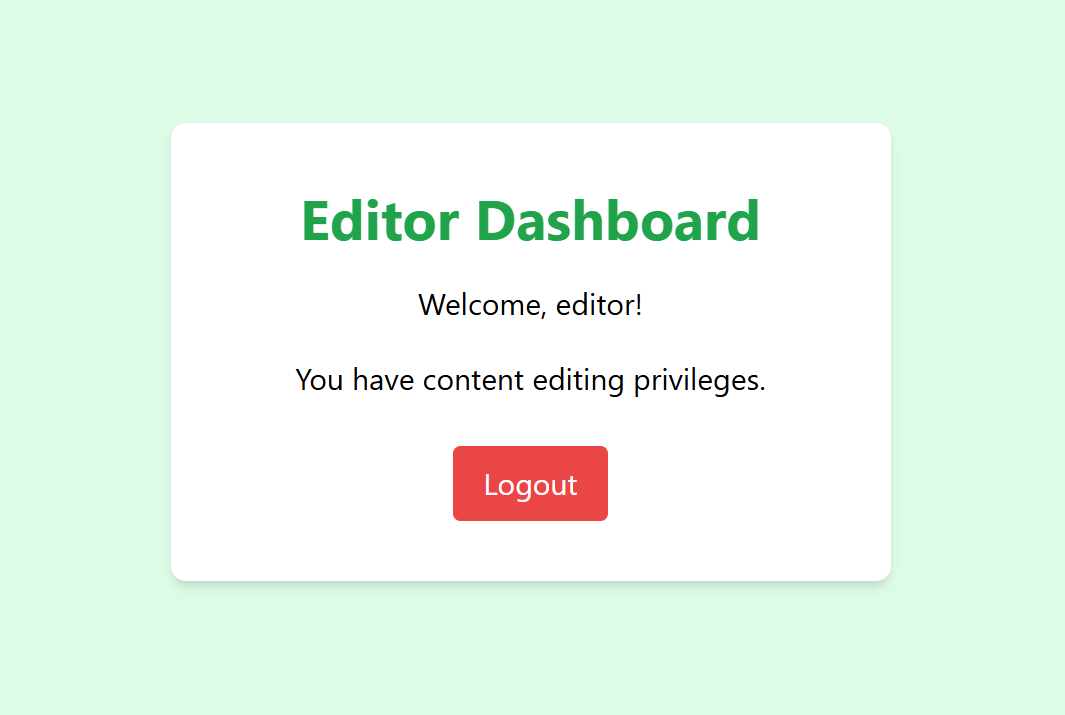 Editor Dashboard
Welcome, editor!
You have content editing privileges.
Logout